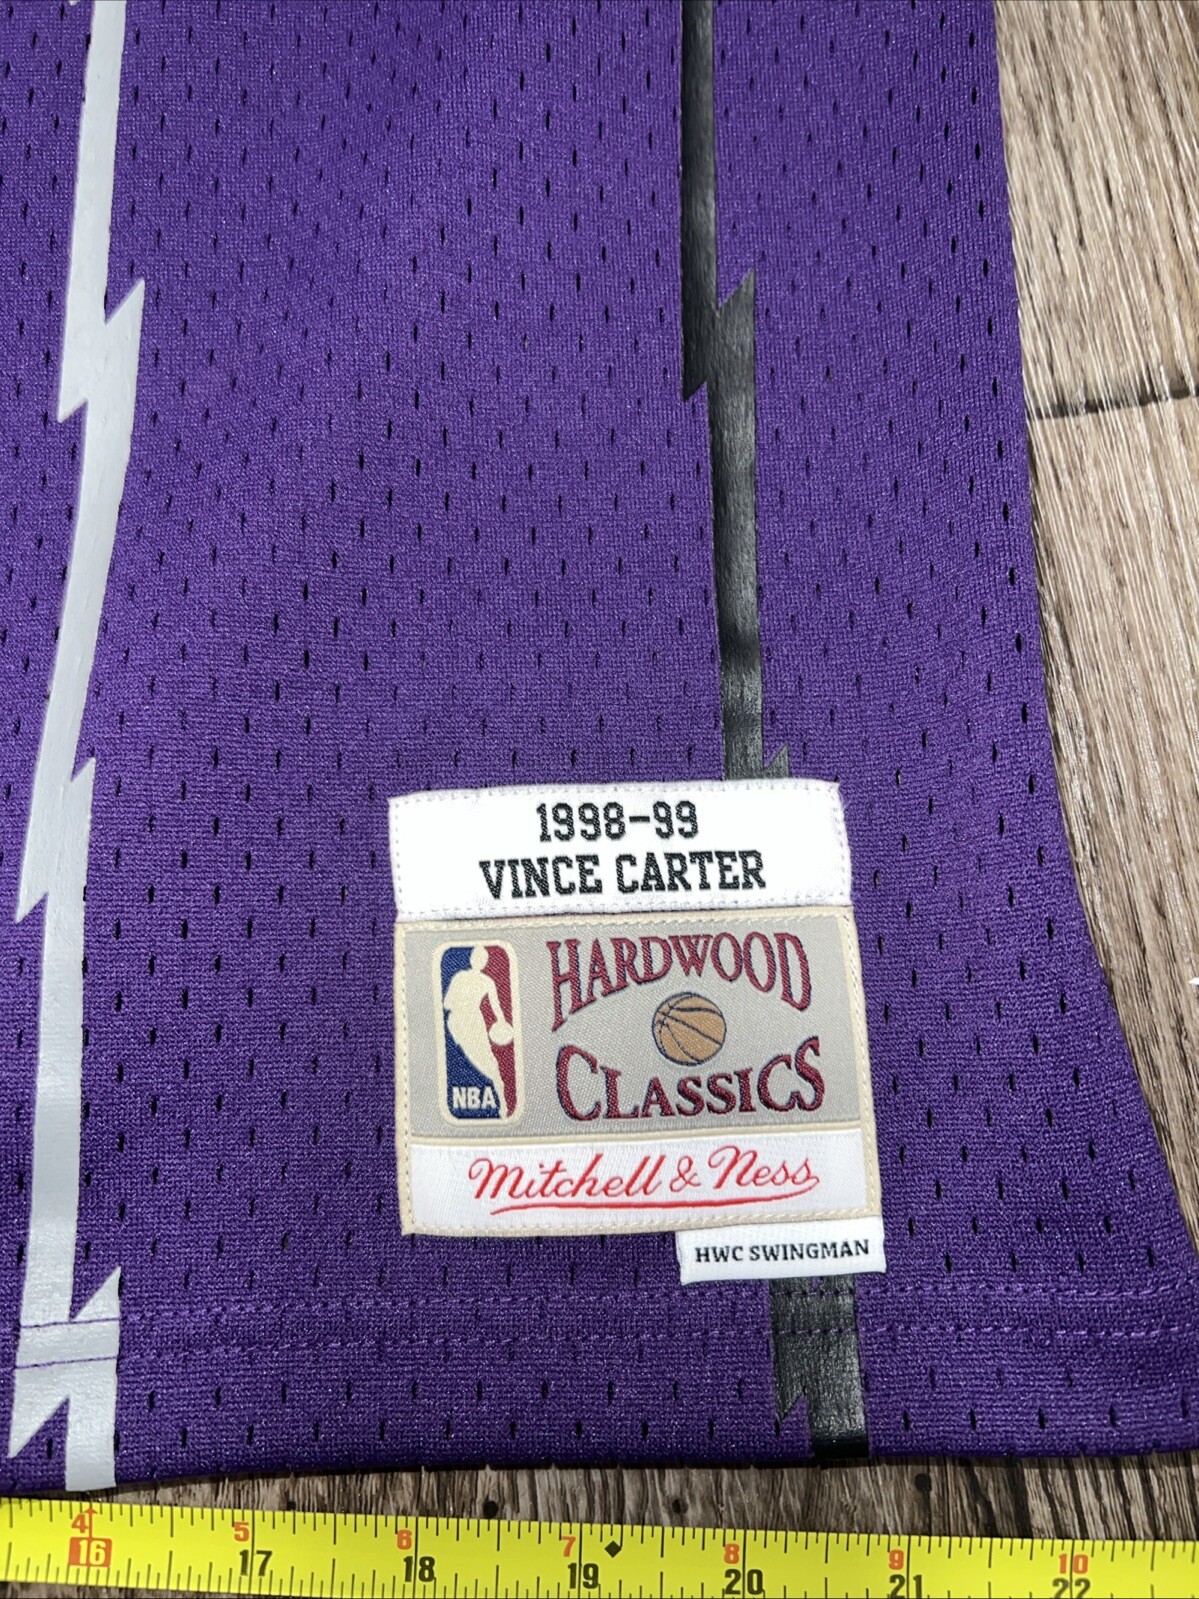 1998-99
VINCE CARTER
HARDWOOD
CLASSICS
NBA
Mitchell & Ness
HWC SWINGMAN
4 5 6 7 8 9 10
16 17 18 19 20 21 22